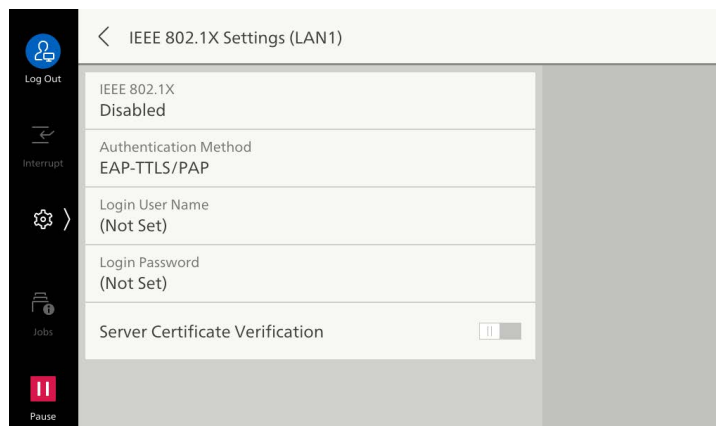 IEEE 802.1X Settings (LAN1)
Log Out
IEEE 802.1X
Disabled
Interrupt
Authentication Method
EAP-TTLS/PAP
Login User Name
(Not Set)
Login Password
(Not Set)
Jobs
Server Certificate Verification
Pause